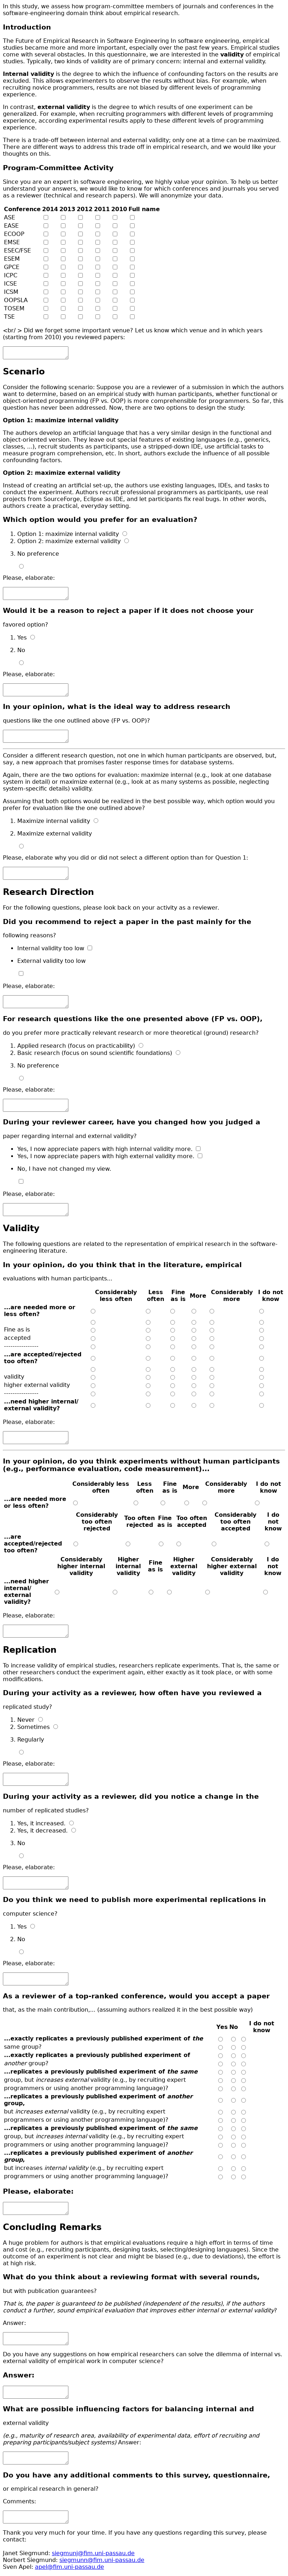 In this study, we assess how program-committee members of journals and conferences in the
software-engineering domain think about empirical research.
Introduction
The Future of Empirical Research in Software Engineering In software engineering, empirical
studies became more and more important, especially over the past few years. Empirical studies
come with several obstacles. In this questionnaire, we are interested in the validity of empirical
studies. Typically, two kinds of validity are of primary concern: internal and external validity.
Internal validity is the degree to which the influence of confounding factors on the results are
excluded. This allows experimenters to observe the results without bias. For example, when
recruiting novice programmers, results are not biased by different levels of programming
experience.
In contrast, external validity is the degree to which results of one experiment can be
generalized. For example, when recruiting programmers with different levels of programming
experience, according experimental results apply to these different levels of programming
experience.
There is a trade-off between internal and external validity; only one at a time can be maximized.
There are different ways to address this trade off in empirical research, and we would like your
thoughts on this.
Program-Committee Activity
Since you are an expert in software engineering, we highly value your opinion. To help us better
understand your answers, we would like to know for which conferences and journals you served
as a reviewer (technical and research papers). We will anonymize your data.
Conference 2014 2013 2012 2011 2010 Full name
ASE
EASE
ECOOP
EMSE
ESEC/FSE
ESEM
GPCE
ICPC
ICSE
ICSM
OOPSLA
TOSEM
TSE
<br/ > Did we forget some important venue? Let us know which venue and in which years
(starting from 2010) you reviewed papers:
Scenario
Consider the following scenario: Suppose you are a reviewer of a submission in which the authors
want to determine, based on an empirical study with human participants, whether functional or
object-oriented programming (FP vs. OOP) is more comprehensible for programmers. So far, this
question has never been addressed. Now, there are two options to design the study:
Option 1: maximize internal validity
The authors develop an artificial language that has a very similar design in the functional and
object-oriented version. They leave out special features of existing languages (e.g., generics,
classes, ...), recruit students as participants, use a stripped-down IDE, use artificial tasks to
measure program comprehension, etc. In short, authors exclude the influence of all possible
confounding factors.
Option 2: maximize external validity
Instead of creating an artificial set-up, the authors use existing languages, IDEs, and tasks to
conduct the experiment. Authors recruit professional programmers as participants, use real
projects from SourceForge, Eclipse as IDE, and let participants fix real bugs. In other words,
authors create a practical, everyday setting.
Which option would you prefer for an evaluation?
1. Option 1: maximize internal validity
2. Option 2: maximize external validity
3. No preference
Please, elaborate:
Would it be a reason to reject a paper if it does not choose your
favored option?
1. Yes
2. No
Please, elaborate:
In your opinion, what is the ideal way to address research
questions like the one outlined above (FP vs. OOP)?
Consider a different research question, not one in which human participants are observed, but,
say, a new approach that promises faster response times for database systems.
Again, there are the two options for evaluation: maximize internal (e.g., look at one database
system in detail) or maximize external (e.g., look at as many systems as possible, neglecting
system-specific details) validity.
Assuming that both options would be realized in the best possible way, which option would you
prefer for evaluation like the one outlined above?
1. Maximize internal validity
2. Maximize external validity
Please, elaborate why you did or did not select a different option than for Question 1:
Research Direction
For the following questions, please look back on your activity as a reviewer.
Did you recommend to reject a paper in the past mainly for the
following reasons?
Internal validity too low
External validity too low
Please, elaborate:
For research questions like the one presented above (FP vs. OOP),
do you prefer more practically relevant research or more theoretical (ground) research?
1. Applied research (focus on practicability)
2. Basic research (focus on sound scientific foundations)
3. No preference
Please, elaborate:
During your reviewer career, have you changed how you judged a
paper regarding internal and external validity?
Yes, I now appreciate papers with high internal validity more.
Yes, I now appreciate papers with high external validity more.
No, I have not changed my view.
Please, elaborate:
Validity
The following questions are related to the representation of empirical research in the software-
engineering literature.
In your opinion, do you think that in the literature, empirical
evaluations with human participants...
Considerably less often Less often Fine as is More Considerably more I do not know
...are needed more or less often?
Fine as is
accepted
----------------
...are accepted/rejected too often?
validity
higher external validity
----------------
...need higher internal/ external validity?
Please, elaborate:
In your opinion, do you think experiments without human participants
(e.g., performance evaluation, code measurement)...
Considerably less often Less often Fine as is More Considerably more I do not know
...are needed more or less often?
Considerably too often rejected Too often rejected Fine as is Too often accepted Considerably too often accepted I do not know
...are accepted/rejected too often?
Considerably higher internal validity Higher internal validity Fine as is Higher external validity Considerably higher external validity I do not know
...need higher internal/ external validity?
Please, elaborate:
Replication
To increase validity of empirical studies, researchers replicate experiments. That is, the same or
other researchers conduct the experiment again, either exactly as it took place, or with some
modifications.
During your activity as a reviewer, how often have you reviewed a
replicated study?
1. Never
2. Sometimes
3. Regularly
Please, elaborate:
During your activity as a reviewer, did you notice a change in the
number of replicated studies?
1. Yes, it increased.
2. Yes, it decreased.
3. No
Please, elaborate:
Do you think we need to publish more experimental replications in
computer science?
1. Yes
2. No
Please, elaborate:
As a reviewer of a top-ranked conference, would you accept a paper
that, as the main contribution,... (assuming authors realized it in the best possible way)
Yes No I do not know
...exactly replicates a previously published experiment of the
same group?
...exactly replicates a previously published experiment of
another group?
...replicates a previously published experiment of the same
group, but increases external validity (e.g., by recruiting expert
programmers or using another programming language)?
...replicates a previously published experiment of another
group,
but increases external validity (e.g., by recruiting expert
programmers or using another programming language)?
...replicates a previously published experiment of the same
group, but increases internal validity (e.g., by recruiting expert
programmers or using another programming language)?
...replicates a previously published experiment of another
group,
but increases internal validity (e.g., by recruiting expert
programmers or using another programming language)?
Please, elaborate:
Concluding Remarks
A huge problem for authors is that empirical evaluations require a high effort in terms of time
and cost (e.g., recruiting participants, designing tasks, selecting/designing languages). Since the
outcome of an experiment is not clear and might be biased (e.g., due to deviations), the effort is
at high risk.
What do you think about a reviewing format with several rounds,
but with publication guarantees?
That is, the paper is guaranteed to be published (independent of the results), if the authors
conduct a further, sound empirical evaluation that improves either internal or external validity?
Answer:
Do you have any suggestions on how empirical researchers can solve the dilemma of internal vs.
external validity of empirical work in computer science?
Answer:
What are possible influencing factors for balancing internal and
external validity
(e.g., maturity of research area, availability of experimental data, effort of recruiting and
preparing participants/subject systems) Answer:
Do you have any additional comments to this survey, questionnaire,
or empirical research in general?
Comments:
Thank you very much for your time. If you have any questions regarding this survey, please
contact:
Janet Siegmund: siegmunj@fim.uni-passau.de
Norbert Siegmund: siegmunn@fim.uni-passau.de
Sven Apel: apel@fim.uni-passau.de